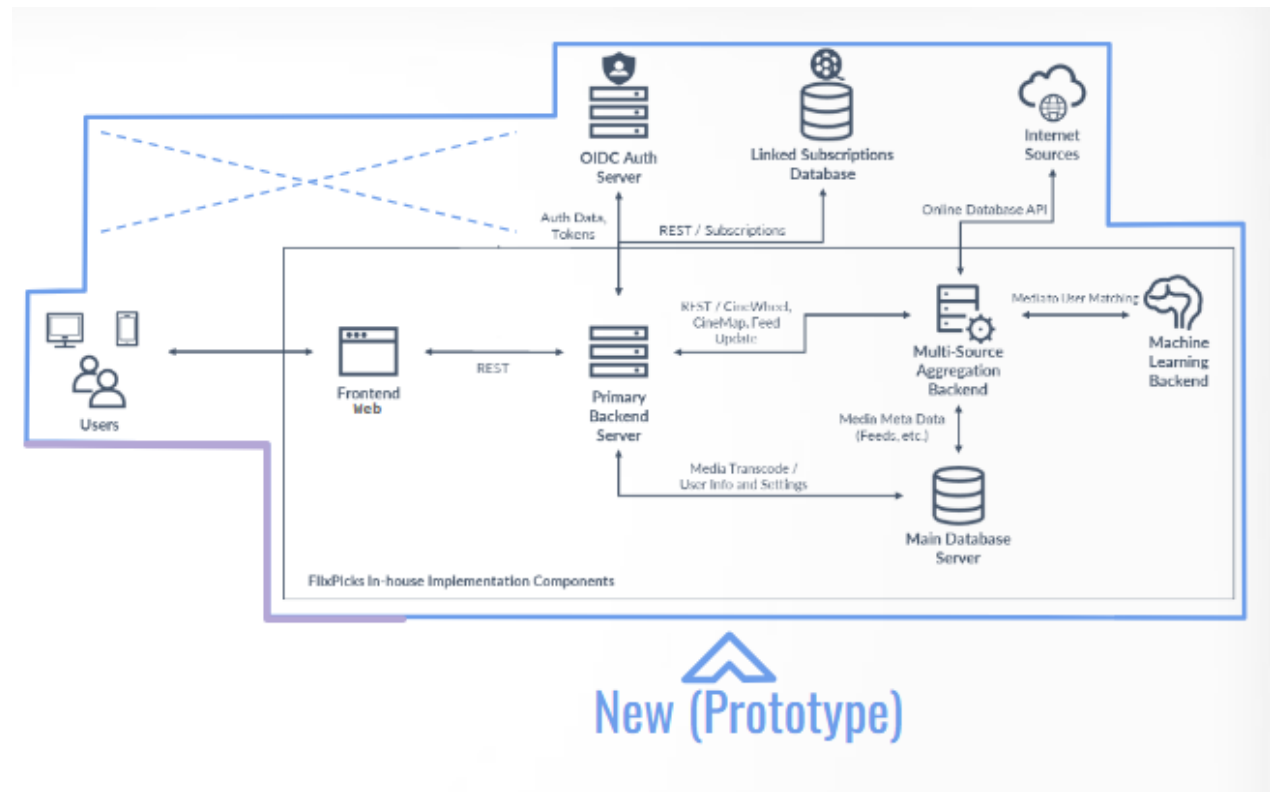 OIDC Auth
Server
Linked Subscriptions
Database
Internet
Sources
Auth Data,
Tokens
REST / Subscriptions
Online Database API
Users
Frontend
Web
REST
Primary
Backend
Server
REST / CineWheel,
CineMap, Feed
Update
Multi-Source
Aggregation
Backend
Media to User Matching
Machine
Learning
Backend
Media Meta Data
(Feeds, etc.)
Media Transcode /
User Info and Settings
Main Database
Server
FlixPicks In-house Implementation Components
New (Prototype)